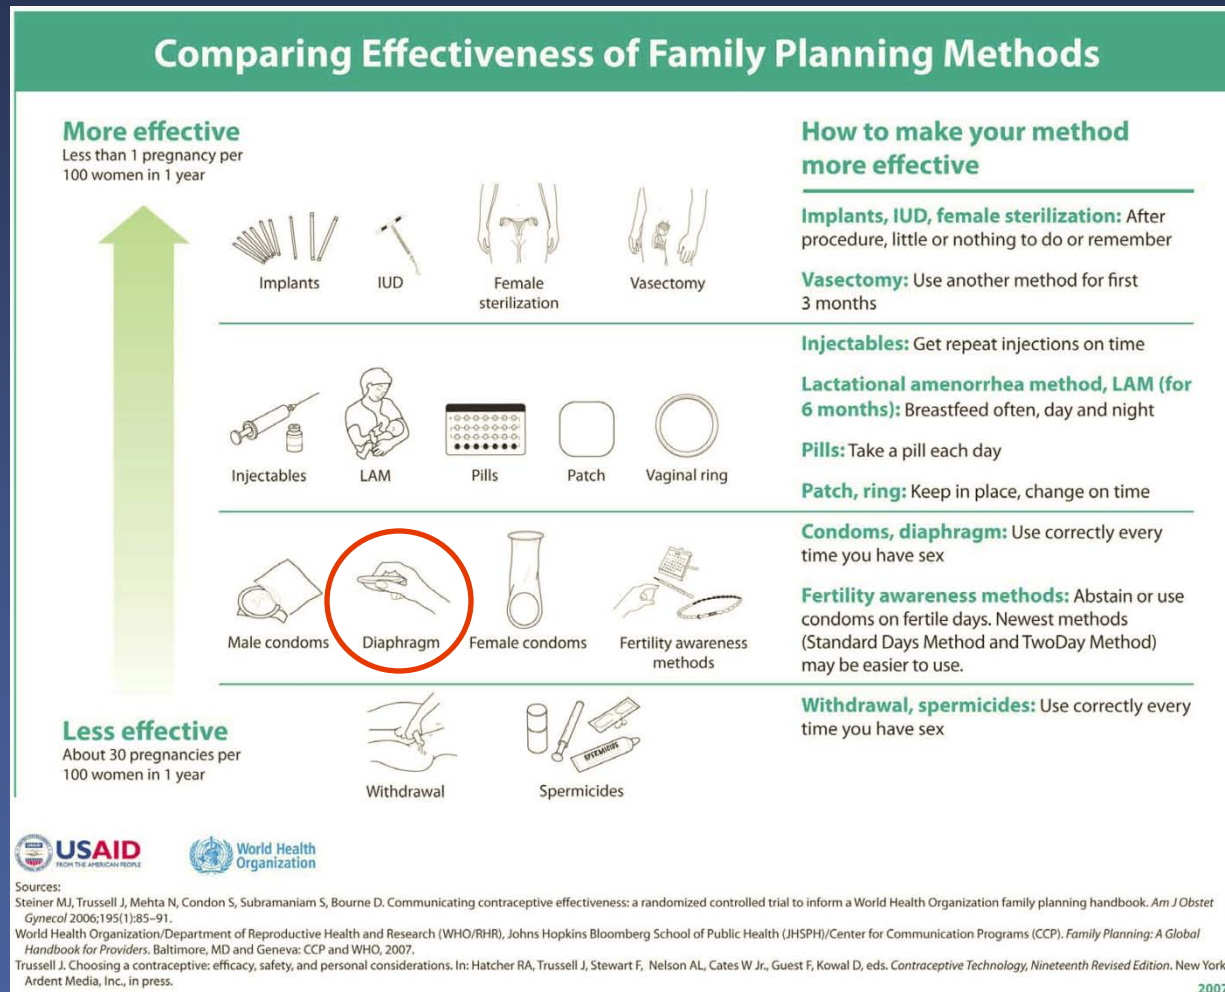 Comparing Effectiveness of Family Planning Methods
More effective
Less than 1 pregnancy per
100 women in 1 year
Implants
IUD
Female
sterilization
Vasectomy
Injectables
LAM
Pills
Patch
Vaginal ring
Male condoms
Diaphragm
Female condoms
Fertility awareness
methods
SPERMICIDE
Withdrawal
Spermicides
Less effective
About 30 pregnancies per
100 women in 1 year
How to make your method
more effective
Implants, IUD, female sterilization: After
procedure, little or nothing to do or remember
Vasectomy: Use another method for first
3 months
Injectables: Get repeat injections on time
Lactational amenorrhea method, LAM (for
6 months): Breastfeed often, day and night
Pills: Take a pill each day
Patch, ring: Keep in place, change on time
Condoms, diaphragm: Use correctly every
time you have sex
Fertility awareness methods: Abstain or use
condoms on fertile days. Newest methods
(Standard Days Method and TwoDay Method)
may be easier to use.
Withdrawal, spermicides: Use correctly every
time you have sex
USAID
FROM THE AMERICAN PEOPLE
World Health
Organization
Sources:
Steiner MJ, Trussell J, Mehta N, Condon S, Subramaniam S, Bourne D. Communicating contraceptive effectiveness: a randomized controlled trial to inform a World Health Organization family planning handbook. Am J Obstet
Gynecol 2006;195(1):85–91.
World Health Organization/Department of Reproductive Health and Research (WHO/RHR), Johns Hopkins Bloomberg School of Public Health (JHSPH)/Center for Communication Programs (CCP). Family Planning: A Global
Handbook for Providers. Baltimore, MD and Geneva: CCP and WHO, 2007.
Trussell J. Choosing a contraceptive: efficacy, safety, and personal considerations. In: Hatcher RA, Trussell J, Stewart F, Nelson AL, Cates W Jr., Guest F, Kowal D, eds. Contraceptive Technology, Nineteenth Revised Edition. New York
Ardent Media, Inc., in press.
2007